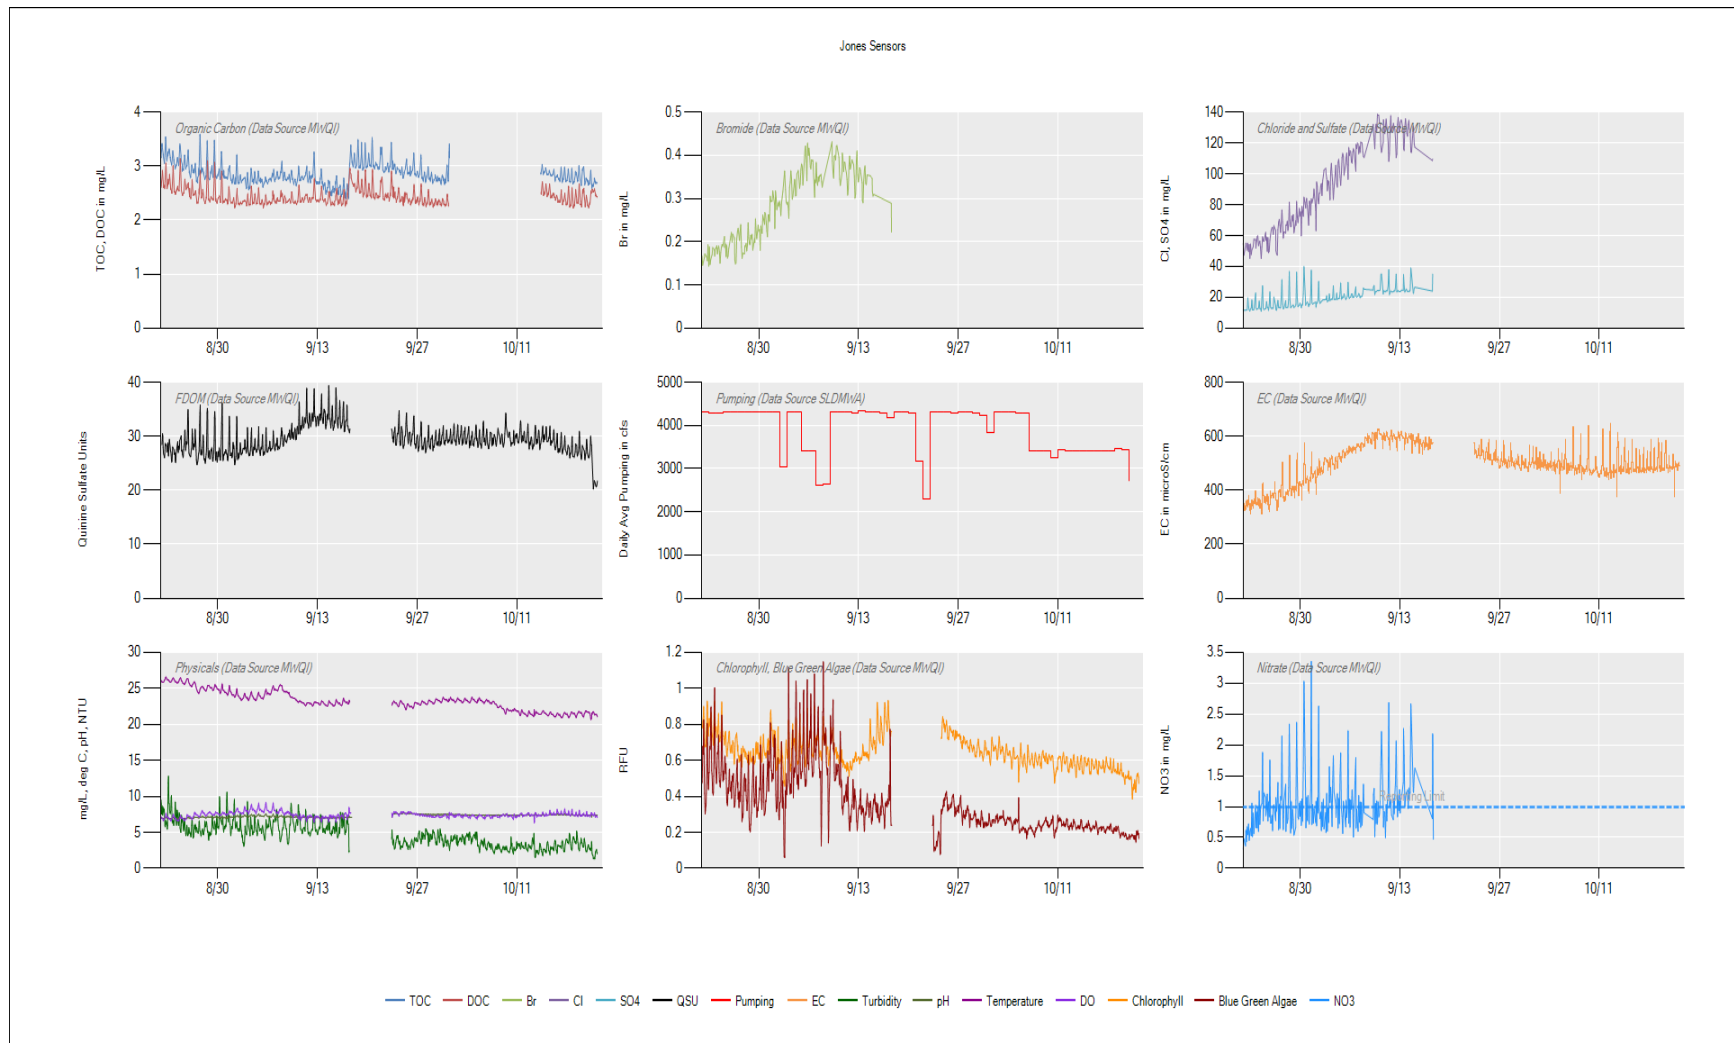 Jones Sensors
Organic Carbon (Data Source MWQI)
TOC, DOC in mg/L
4
3
2
1
0
8/30 9/13 9/27 10/11
Bromide (Data Source MWQI)
Br in mg/L
0.5
0.4
0.3
0.2
0.1
0
8/30 9/13 9/27 10/11
Chloride and Sulfate (Data Source MWQI)
Cl, SO4 in mg/L
140
120
100
80
60
40
20
0
8/30 9/13 9/27 10/11
FDOM (Data Source MWQI)
Quinine Sulfate Units
40
30
20
10
0
8/30 9/13 9/27 10/11
Pumping (Data Source SLDMWA)
Daily Avg Pumping in cfs
5000
4000
3000
2000
1000
0
8/30 9/13 9/27 10/11
EC (Data Source MWQI)
EC in microS/cm
800
600
400
200
0
8/30 9/13 9/27 10/11
Physicals (Data Source MWQI)
mg/L, deg C, pH, NTU
30
25
20
15
10
5
0
8/30 9/13 9/27 10/11
Chlorophyll, Blue Green Algae (Data Source MWQI)
RFU
1.2
1
0.8
0.6
0.4
0.2
0
8/30 9/13 9/27 10/11
Nitrate (Data Source MWQI)
NO3 in mg/L
3.5
3
2.5
2
1.5
1
0.5
0
Reporting Limit
8/30 9/13 9/27 10/11
TOC DOC Br Cl SO4 QSU Pumping EC Turbidity pH Temperature DO Chlorophyll Blue Green Algae NO3